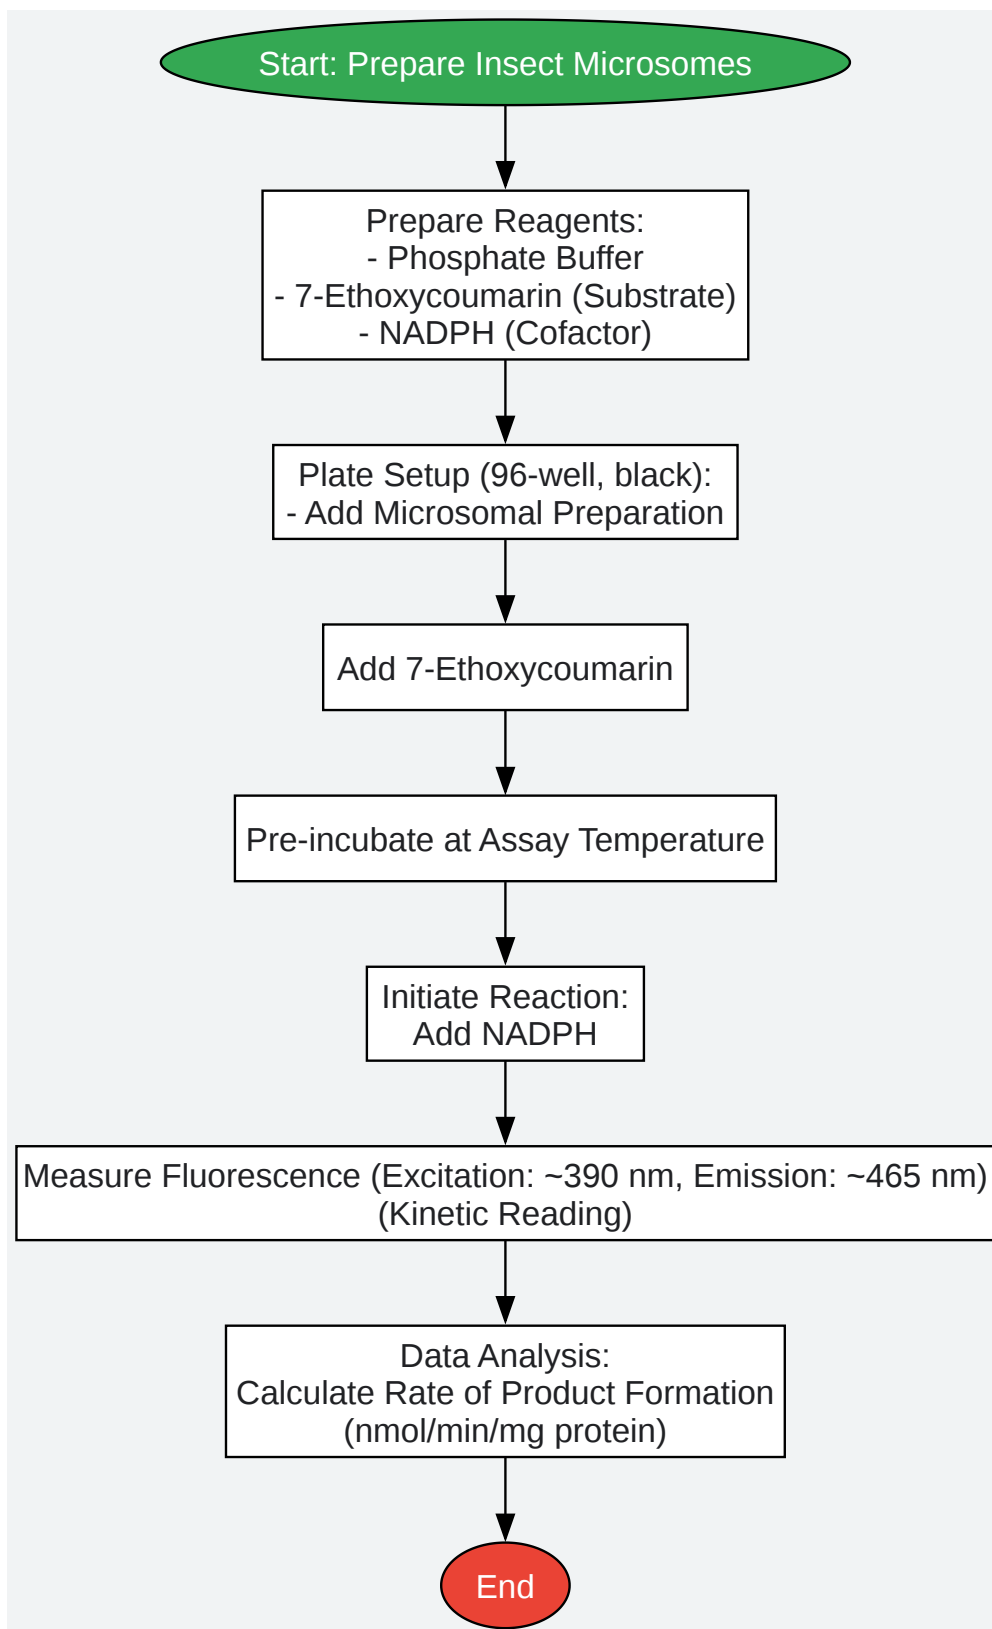 Start: Prepare Insect Microsomes
Prepare Reagents:
- Phosphate Buffer
- 7-Ethoxycoumarin (Substrate)
- NADPH (Cofactor)
Plate Setup (96-well, black):
- Add Microsomal Preparation
Add 7-Ethoxycoumarin
Pre-incubate at Assay Temperature
Initiate Reaction:
Add NADPH
Measure Fluorescence (Excitation: ~390 nm, Emission: ~465 nm)
(Kinetic Reading)
Data Analysis:
Calculate Rate of Product Formation
(nmol/min/mg protein)
End